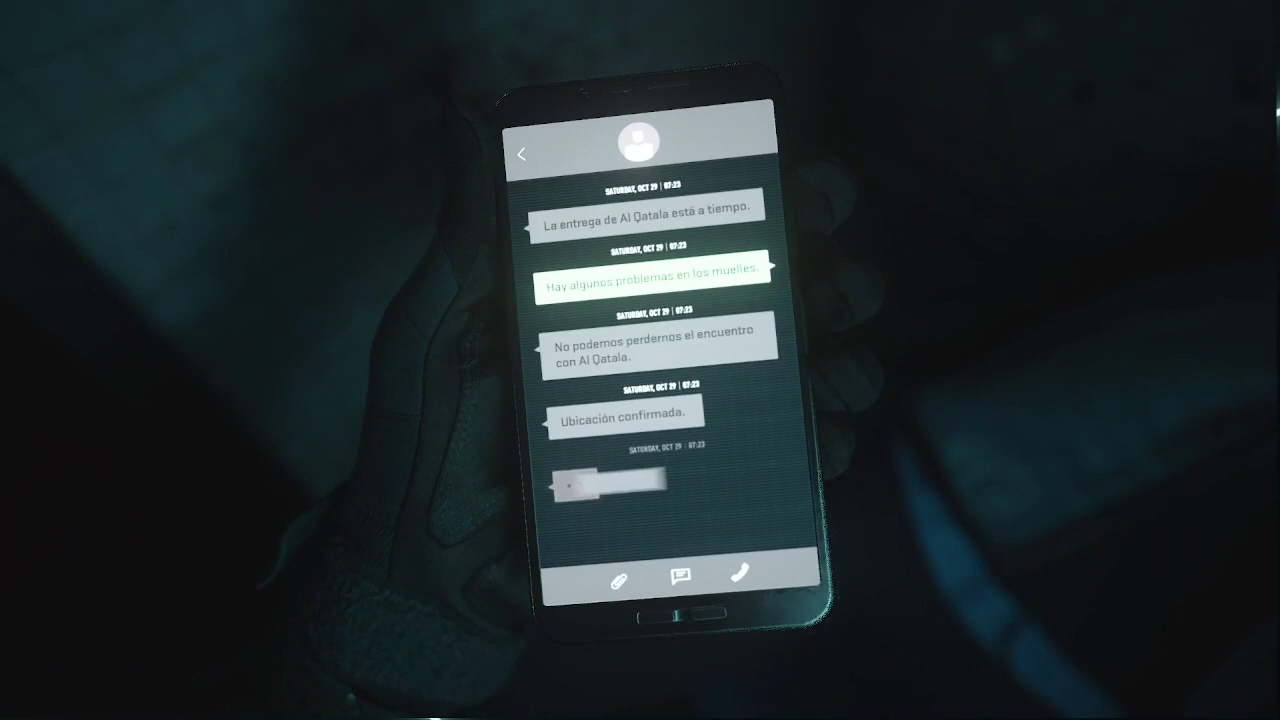 SATURDAY, OCT 29 | 07:23
La entrega de Al Qatala está a tiempo.
SATURDAY, OCT 29 | 07:23
Hay algunos problemas en los muelles.
SATURDAY, OCT 29 | 07:23
No podemos perdernos el encuentro
con Al Qatala.
SATURDAY, OCT 29 | 07:23
Ubicación confirmada.
SATURDAY, OCT 29 | 07:23